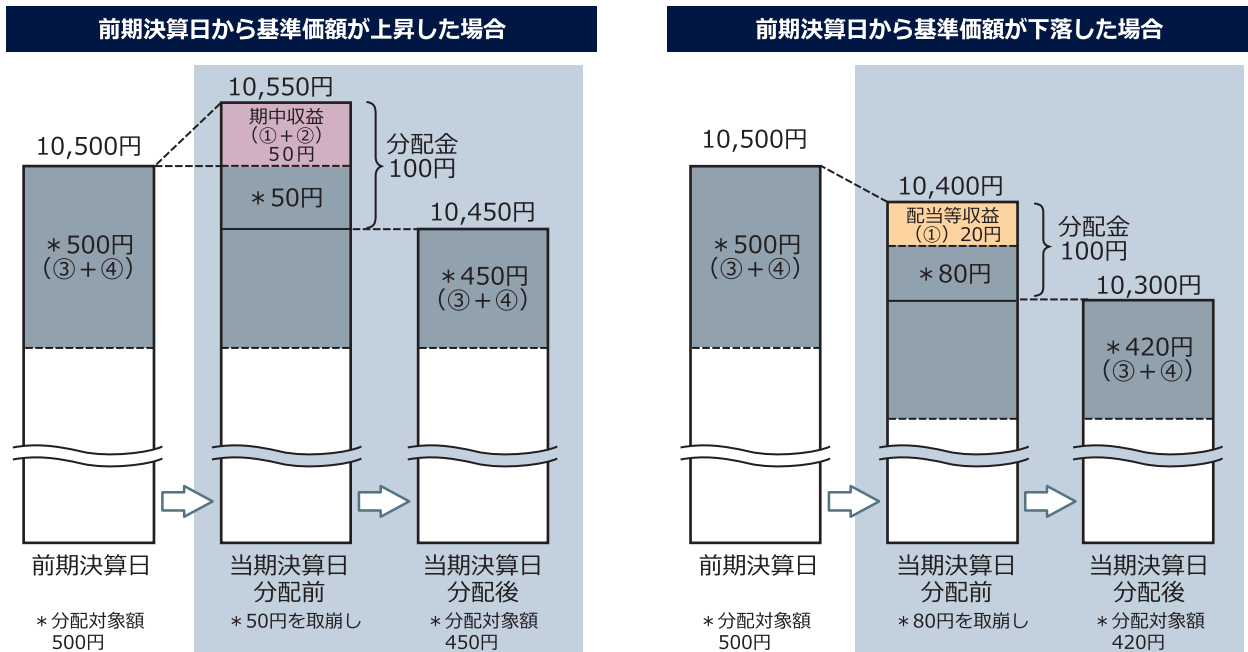 前期決算日から基準価額が上昇した場合
10,550円
期中収益
(①＋②)
50円
10,500円
分配金
100円
＊50円
10,450円
＊500円
(③＋④)
＊450円
(③＋④)
前期決算日
当期決算日
分配前
当期決算日
分配後
＊分配対象額
500円
＊50円を取崩し
＊分配対象額
450円
前期決算日から基準価額が下落した場合
10,500円
10,400円
配当等収益
(①) 20円
分配金
100円
＊500円
(③＋④)
＊80円
10,300円
＊420円
(③＋④)
前期決算日
当期決算日
分配前
当期決算日
分配後
＊分配対象額
500円
＊80円を取崩し
＊分配対象額
420円